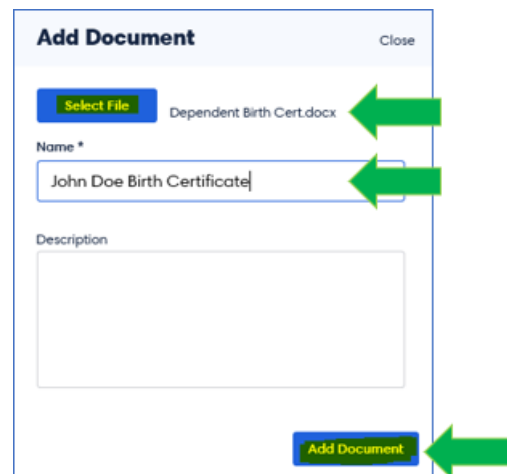 Add Document Close
Select File Dependent Birth Cert.docx
Name *
John Doe Birth Certificate
Description
Add Document